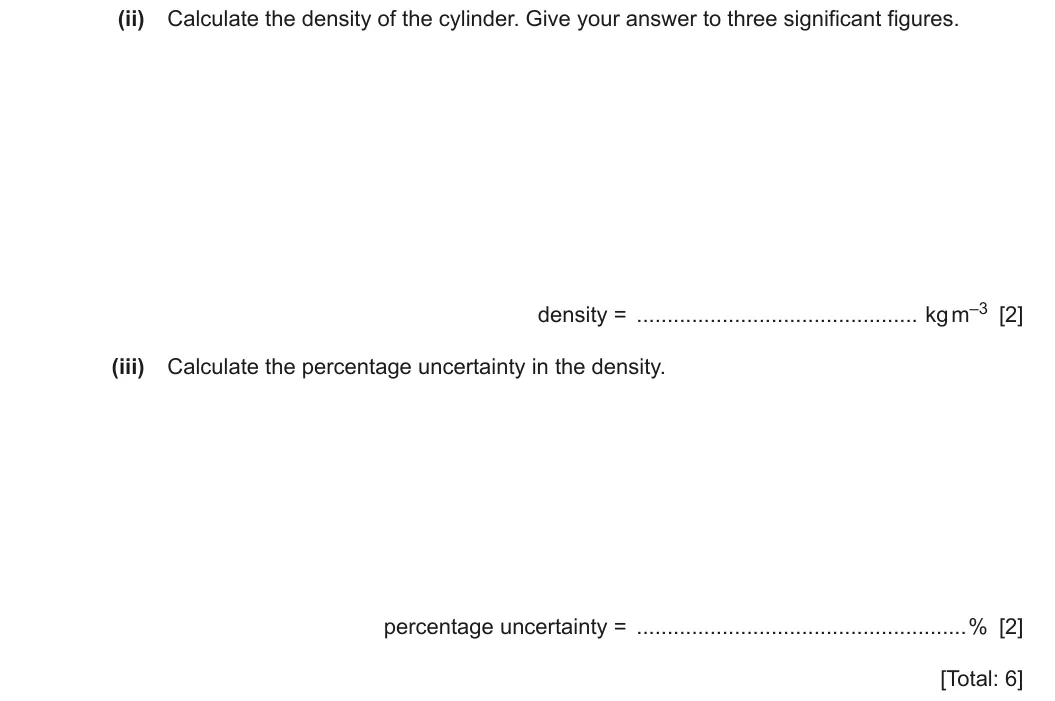 (ii) Calculate the density of the cylinder. Give your answer to three significant figures.
density = .............................................. kg m–3 [2]
(iii) Calculate the percentage uncertainty in the density.
percentage uncertainty = ......................................................% [2]
[Total: 6]